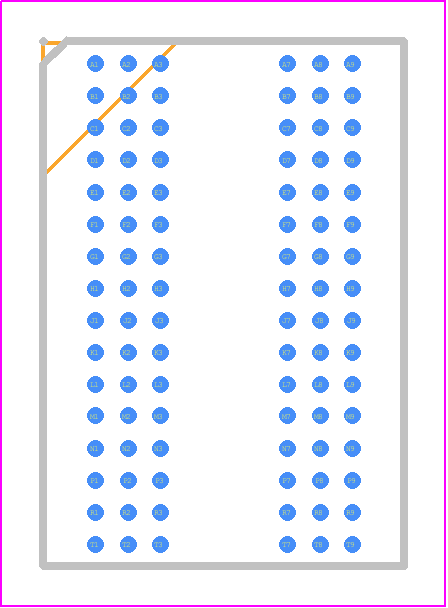 A1 A2 A3 A7 A8 A9
B1 B2 B3 B7 B8 B9
C1 C2 C3 C7 C8 C9
D1 D2 D3 D7 D8 D9
E1 E2 E3 E7 E8 E9
F1 F2 F3 F7 F8 F9
G1 G2 G3 G7 G8 G9
H1 H2 H3 H7 H8 H9
J1 J2 J3 J7 J8 J9
K1 K2 K3 K7 K8 K9
L1 L2 L3 L7 L8 L9
M1 M2 M3 M7 M8 M9
N1 N2 N3 N7 N8 N9
P1 P2 P3 P7 P8 P9
R1 R2 R3 R7 R8 R9
T1 T2 T3 T7 T8 T9